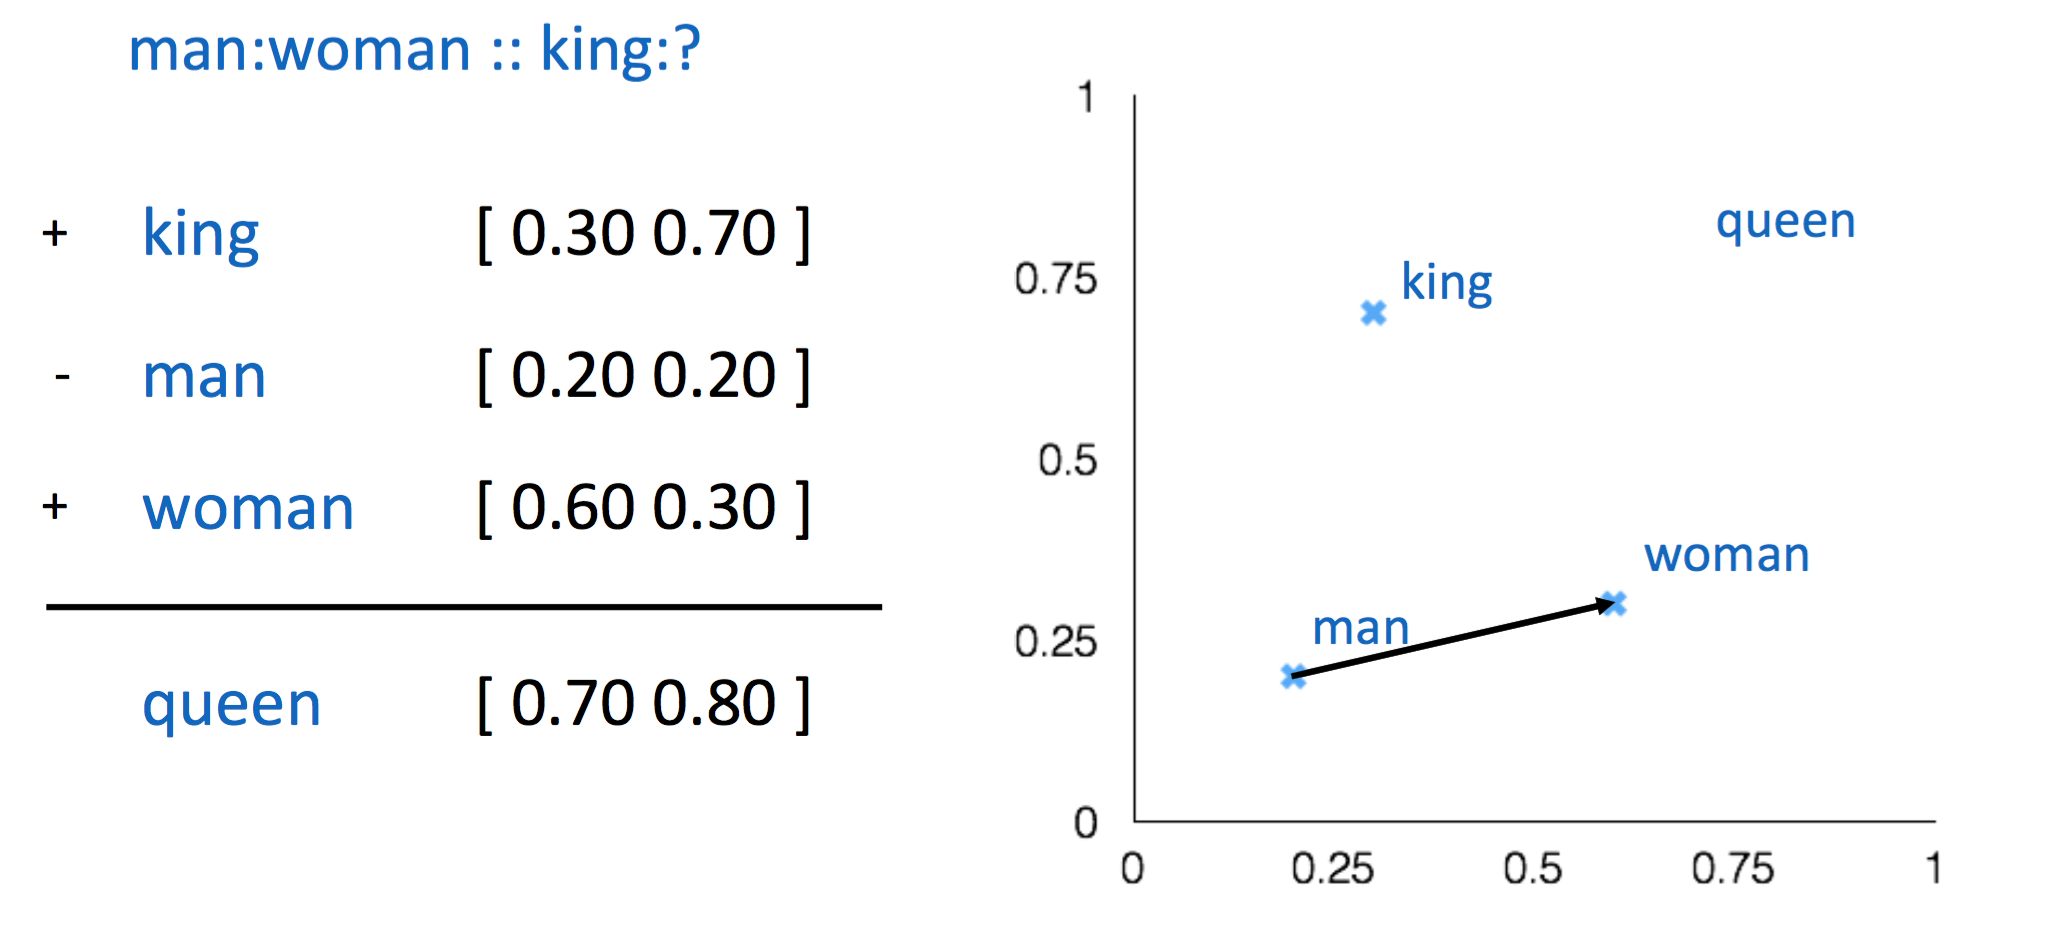 man:woman :: king:?
+ king [ 0.30 0.70 ]
- man [ 0.20 0.20 ]
+ woman [ 0.60 0.30 ]
queen [ 0.70 0.80 ]
1
0.75
0.5
0.25
0
0 0.25 0.5 0.75 1
queen
king
woman
man